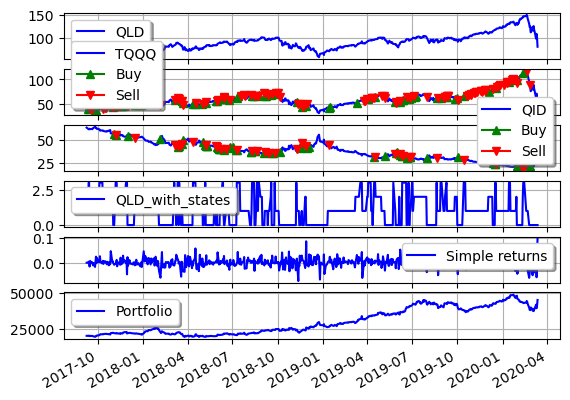 150
100
QLD
TQQQ
Buy
Sell
100
50
QID
Buy
Sell
50
25
2.5
0.0
QLD_with_states
0.1
0.0
Simple returns
50000
25000
Portfolio
2017-10
2018-01
2018-04
2018-07
2018-10
2019-01
2019-04
2019-07
2019-10
2020-01
2020-04